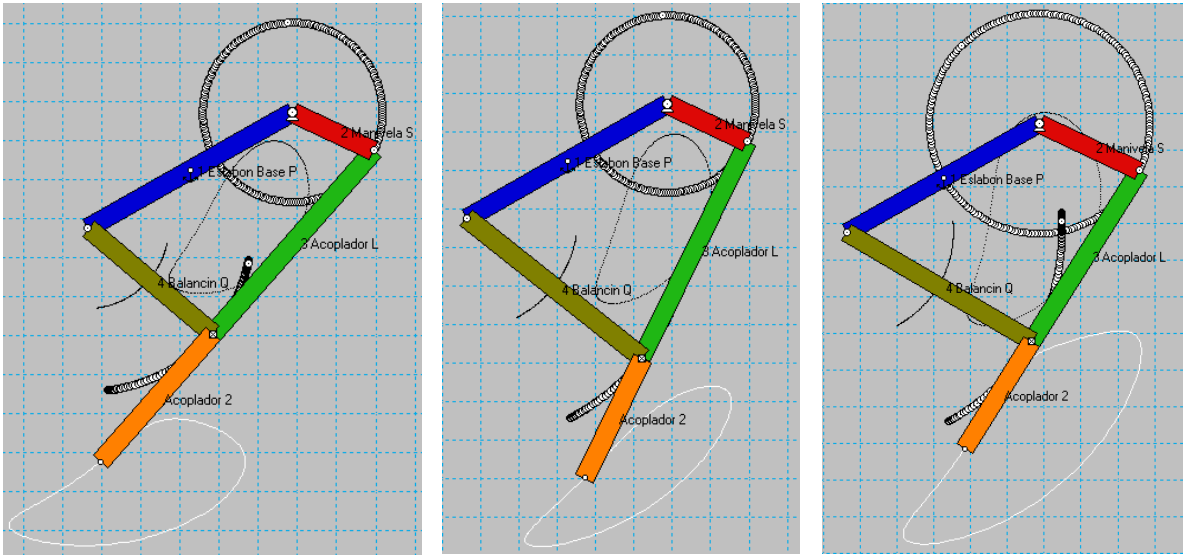 2 Manivela S
1 Eslabon Base P
3 Acoplador L
4 Balancin Q
Acoplador 2
2 Manivela S
1 Eslabon Base P
3 Acoplador L
4 Balancin Q
Acoplador 2
2 Manivela S
Eslabon Base P
3 Acoplador L
4 Balancin Q
Acoplador 2